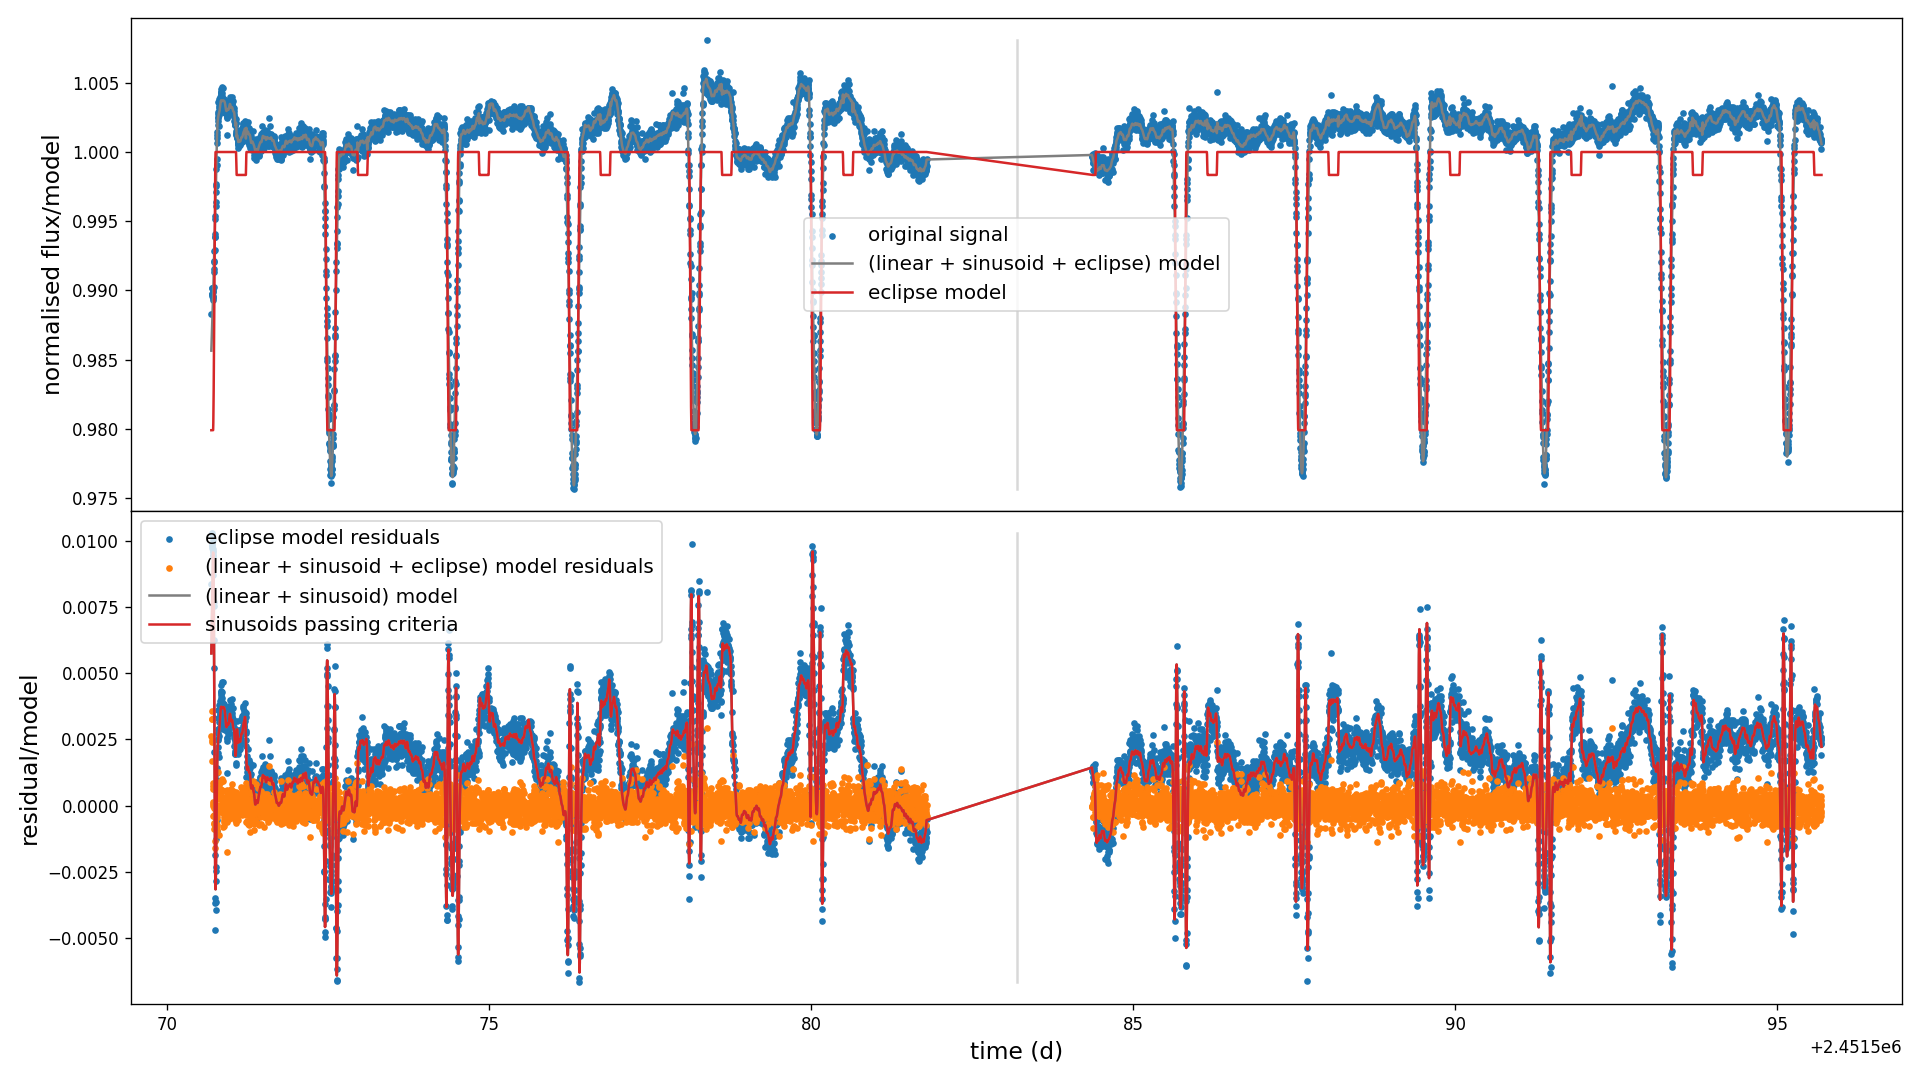 normalised flux/model
1.005
1.000
0.995
0.990
0.985
0.980
0.975
original signal
(linear + sinusoid + eclipse) model
eclipse model
residual/model
0.0100
0.0075
0.0050
0.0025
0.0000
−0.0025
−0.0050
eclipse model residuals
(linear + sinusoid + eclipse) model residuals
(linear + sinusoid) model
sinusoids passing criteria
70 75 80 85 90 95
time (d)
+2.4515e6